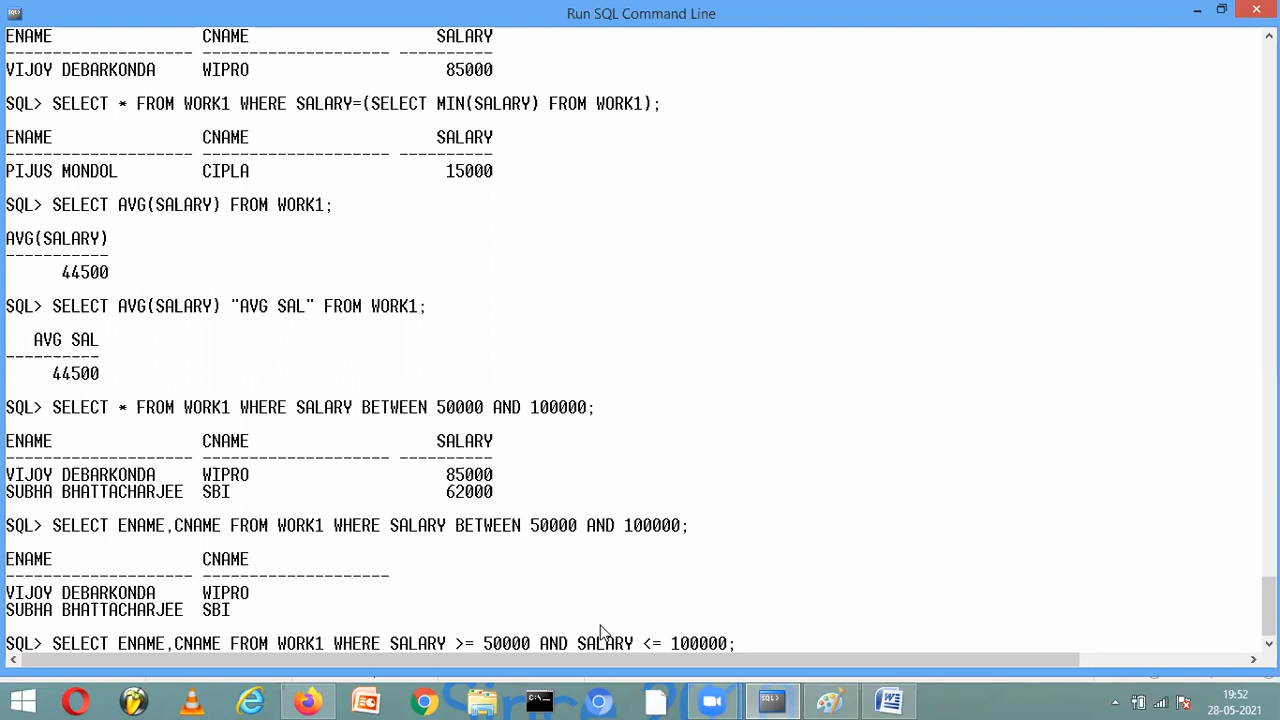 Run SQL Command Line
ENAME CNAME SALARY
-------------------- -------------------- ----------
VIJOY DEBARKONDA WIPRO 85000
SQL> SELECT * FROM WORK1 WHERE SALARY=(SELECT MIN(SALARY) FROM WORK1);
ENAME CNAME SALARY
-------------------- -------------------- ----------
PIJUS MONDOL CIPLA 15000
SQL> SELECT AVG(SALARY) FROM WORK1;
AVG(SALARY)
-----------
44500
SQL> SELECT AVG(SALARY) "AVG SAL" FROM WORK1;
AVG SAL
----------
44500
SQL> SELECT * FROM WORK1 WHERE SALARY BETWEEN 50000 AND 100000;
ENAME CNAME SALARY
-------------------- -------------------- ----------
VIJOY DEBARKONDA WIPRO 85000
SUBHA BHATTACHARJEE SBI 62000
SQL> SELECT ENAME,CNAME FROM WORK1 WHERE SALARY BETWEEN 50000 AND 100000;
ENAME CNAME
-------------------- --------------------
VIJOY DEBARKONDA WIPRO
SUBHA BHATTACHARJEE SBI
SQL> SELECT ENAME,CNAME FROM WORK1 WHERE SALARY >= 50000 AND SALARY <= 100000;
19:52
28-05-2021